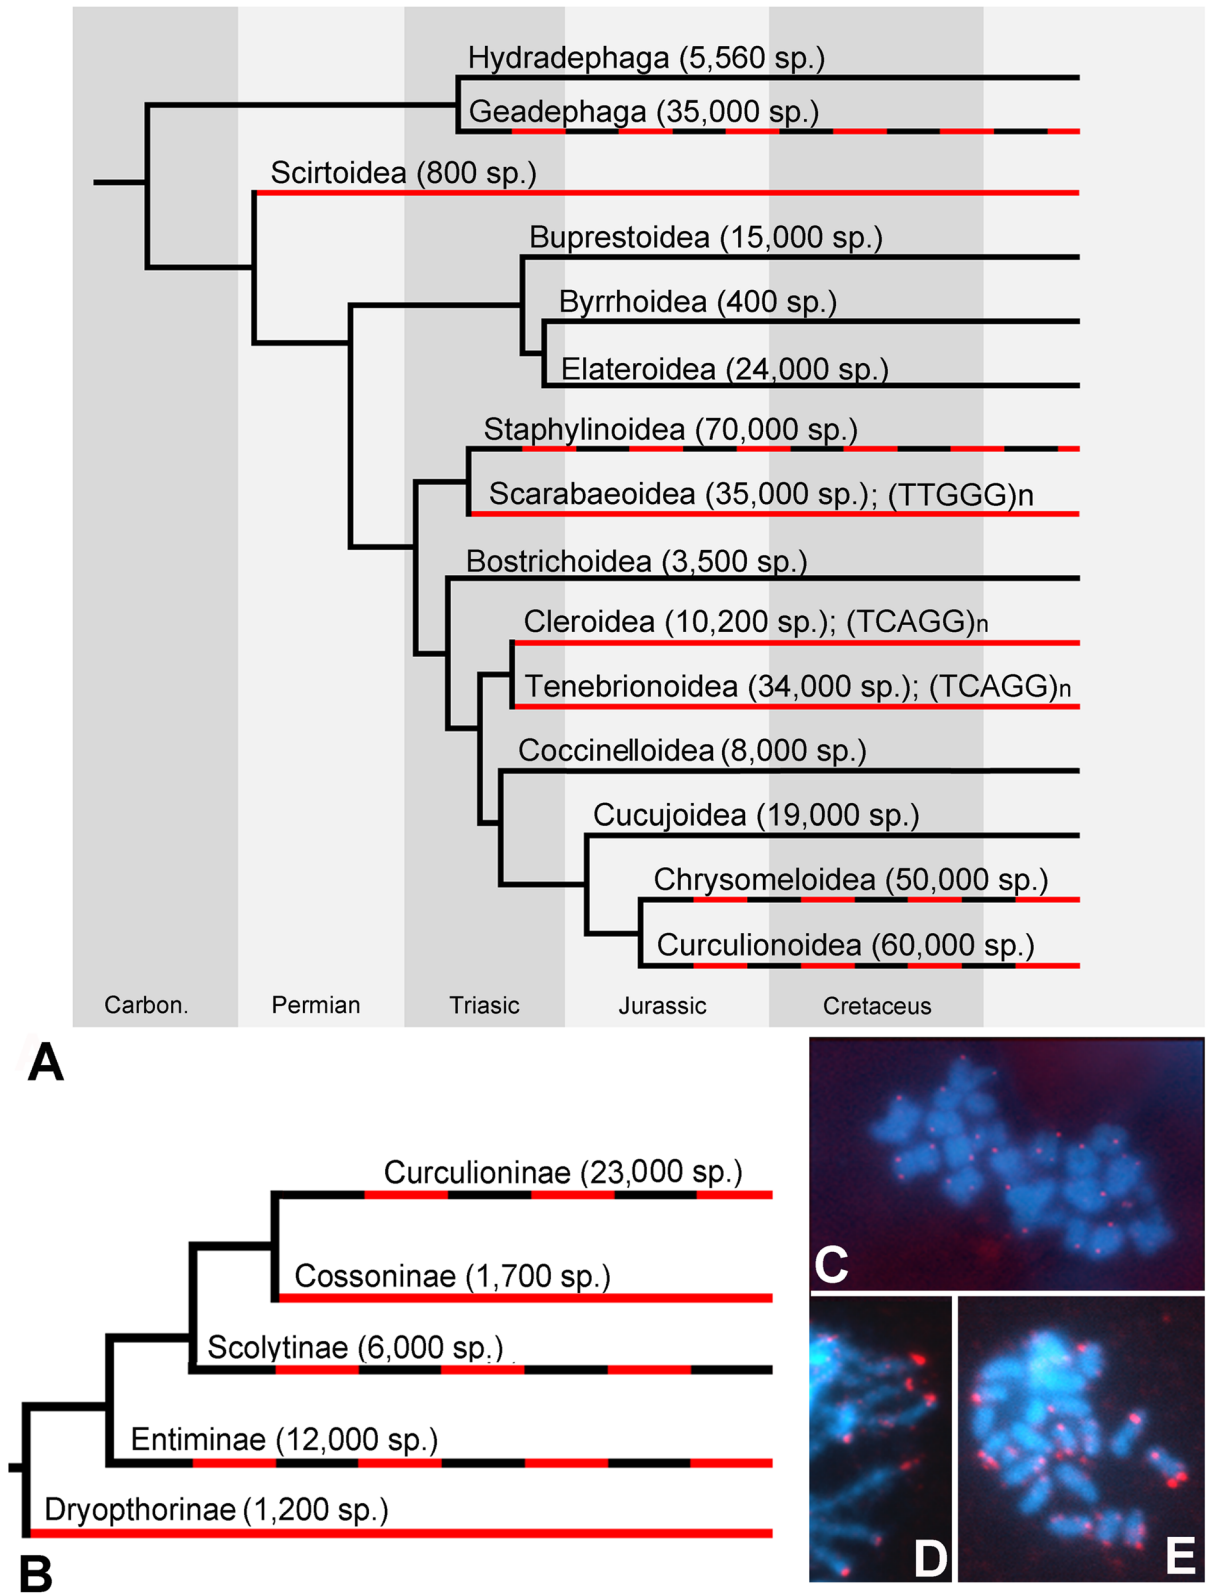 Hydradephaga (5,560 sp.)
Geadephaga (35,000 sp.)
Scirtoidea (800 sp.)
Buprestoidea (15,000 sp.)
Byrrhoidea (400 sp.)
Elateroidea (24,000 sp.)
Staphylinoidea (70,000 sp.)
Scarabaeoidea (35,000 sp.); (TTGGG)n
Bostrichoidea (3,500 sp.)
Cleroidea (10,200 sp.); (TCAGG)n
Tenebrionoidea (34,000 sp.); (TCAGG)n
Coccinelloidea (8,000 sp.)
Cucujoidea (19,000 sp.)
Chrysomeloidea (50,000 sp.)
Curculionoidea (60,000 sp.)
Carbon. Permian Triasic Jurassic Cretaceus
A
Curculioninae (23,000 sp.)
Cossoninae (1,700 sp.)
Scolytinae (6,000 sp.)
Entiminae (12,000 sp.)
Dryopthorinae (1,200 sp.)
B
C
D
E